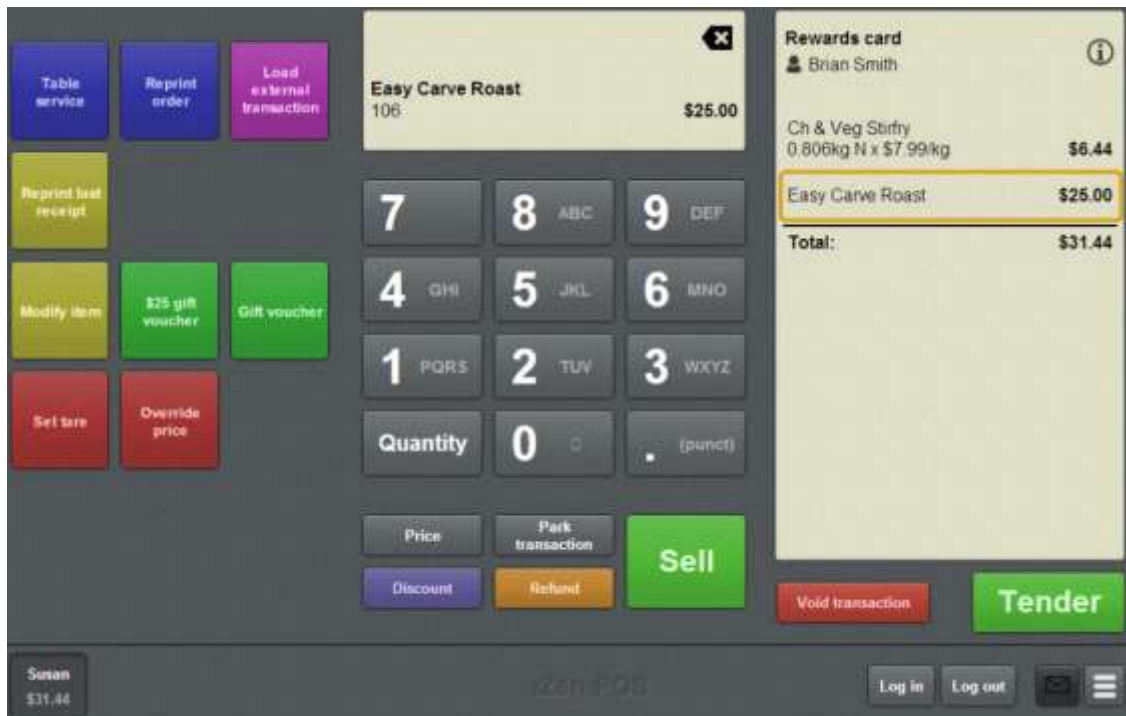 Table
service
Reprint
order
Load
external
transaction
Reprint last
receipt
Modify item
$25 gift
voucher
Gift voucher
Set tare
Override
price
Easy Carve Roast
106 $25.00
7
8 ABC
9 DEF
4 GHI
5 JKL
6 MNO
1 PQRS
2 TUV
3 WXYZ
Quantity
0
. (punct)
Price
Park
transaction
Discount
Refund
Sell
Rewards card
Brian Smith
Ch & Veg Stirfry
0.806kg N x $7.99/kg $6.44
Easy Carve Roast $25.00
Total: $31.44
Void transaction
Tender
Susan
$31.44
POS
Log in
Log out